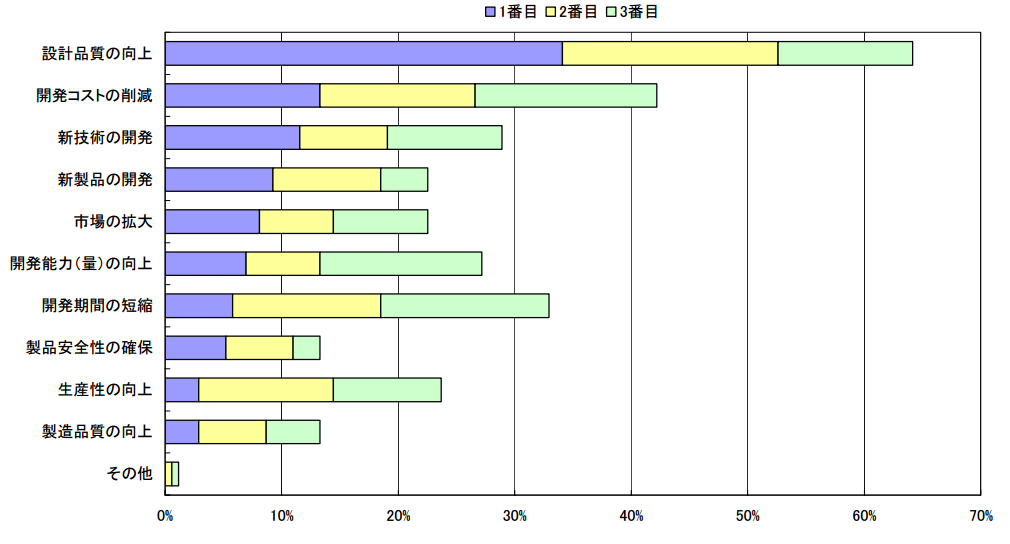 1番目 2番目 3番目
設計品質の向上
開発コストの削減
新技術の開発
新製品の開発
市場の拡大
開発能力(量)の向上
開発期間の短縮
製品安全性の確保
生産性の向上
製造品質の向上
その他
0% 10% 20% 30% 40% 50% 60% 70%